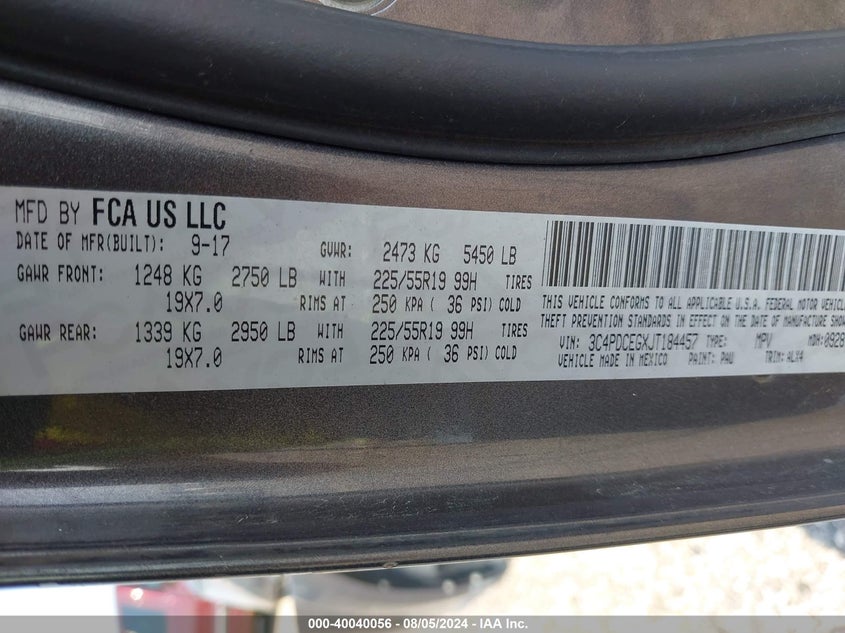 MFD BY FCA US LLC
DATE OF MFR(BUILT): 9-17 GVWR: 2473 KG 5450 LB
GAWR FRONT: 1248 KG 2750 LB WITH 225/55R19 99H TIRES
19X7.0 RIMS AT 250 KPA ( 36 PSI) COLD
GAWR REAR: 1339 KG 2950 LB WITH 225/55R19 99H TIRES
19X7.0 RIMS AT 250 KPA ( 36 PSI) COLD
THIS VEHICLE CONFORMS TO ALL APPLICABLE U.S.A. FEDERAL MOTOR VEHICL
THEFT PREVENTION STANDARDS IN EFFECT ON THE DATE OF MANUFACTURE SHOW
VIN: 3C4PDCEGXJT184457 TYPE: MPV MDH: 0928
VEHICLE MADE IN MEXICO PAINT: PAU TRIM: ALX4
000-40040056 - 08/05/2024 - IAA Inc.